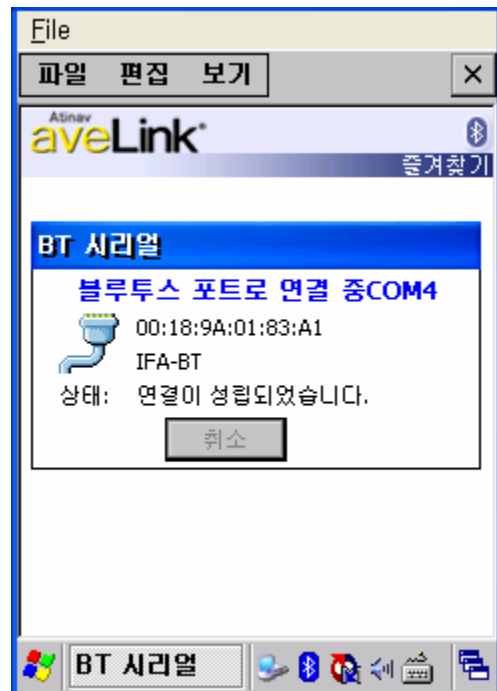 File
파일 편집 보기
Atinav
aveLink
즐겨찾기
BT 시리얼
블루투스 포트로 연결 중COM4
00:18:9A:01:83:A1
IFA-BT
상태: 연결이 성립되었습니다.
취소
BT 시리얼